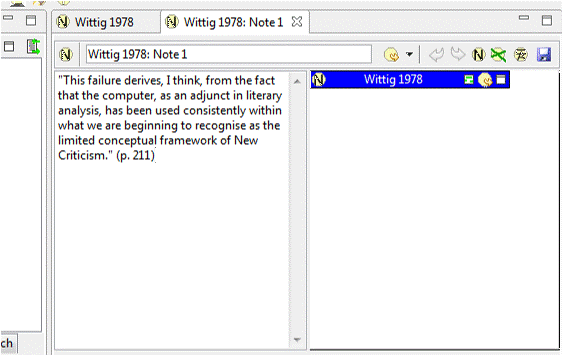 Wittig 1978
Wittig 1978: Note 1
Wittig 1978: Note 1
"This failure derives, I think, from the fact
that the computer, as an adjunct in literary
analysis, has been used consistently within
what we are beginning to recognise as the
limited conceptual framework of New
Criticism." (p. 211)
Wittig 1978
ch